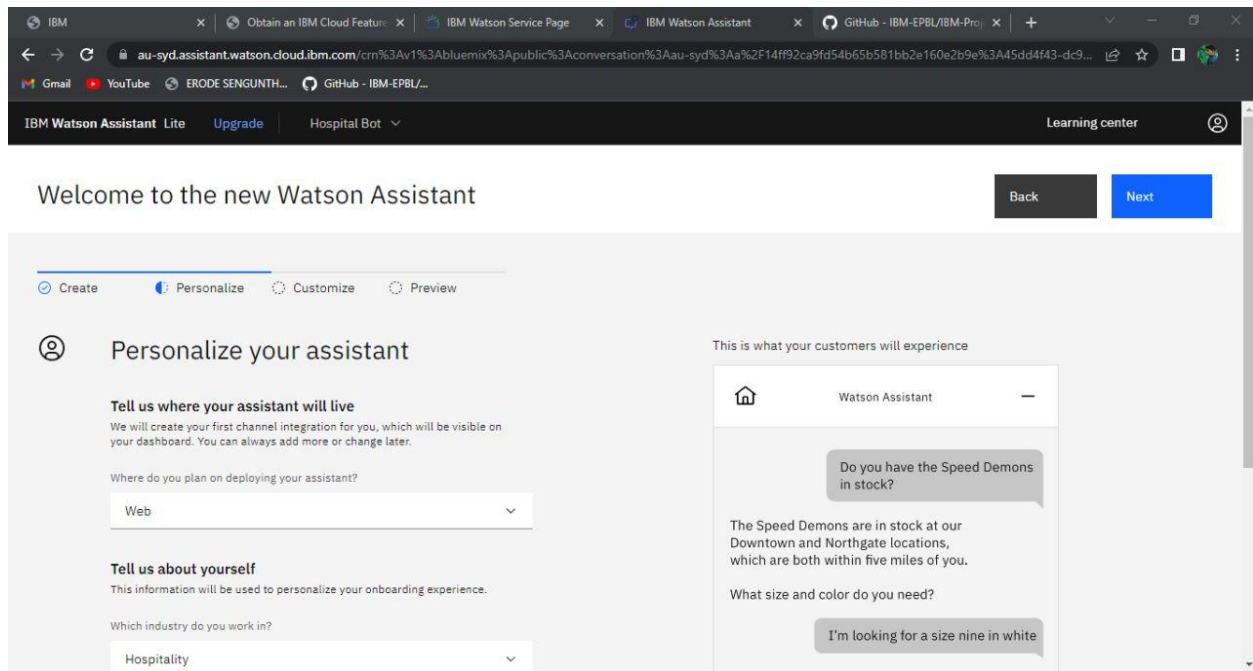 IBM
Obtain an IBM Cloud Feature
IBM Watson Service Page
IBM Watson Assistant
GitHub - IBM-EPBL/IBM-Proj
au-syd.assistant.watson.cloud.ibm.com/crn%3Av1%3Abluemix%3Apublic%3Aconversation%3Aau-syd%3Aa%2F14ff92ca9fd54b65b581bb2e160e2b9e%3A45dd4f43-dc9...
Gmail YouTube ERODE SENGUNTH... GitHub - IBM-EPBL/...
IBM Watson Assistant Lite Upgrade Hospital Bot Learning center
Welcome to the new Watson Assistant
Back Next
Create Personalize Customize Preview
Personalize your assistant
Tell us where your assistant will live
We will create your first channel integration for you, which will be visible on
your dashboard. You can always add more or change later.
Where do you plan on deploying your assistant?
Web
Tell us about yourself
This information will be used to personalize your onboarding experience.
Which industry do you work in?
Hospitality
This is what your customers will experience
Watson Assistant
Do you have the Speed Demons
in stock?
The Speed Demons are in stock at our
Downtown and Northgate locations,
which are both within five miles of you.
What size and color do you need?
I'm looking for a size nine in white